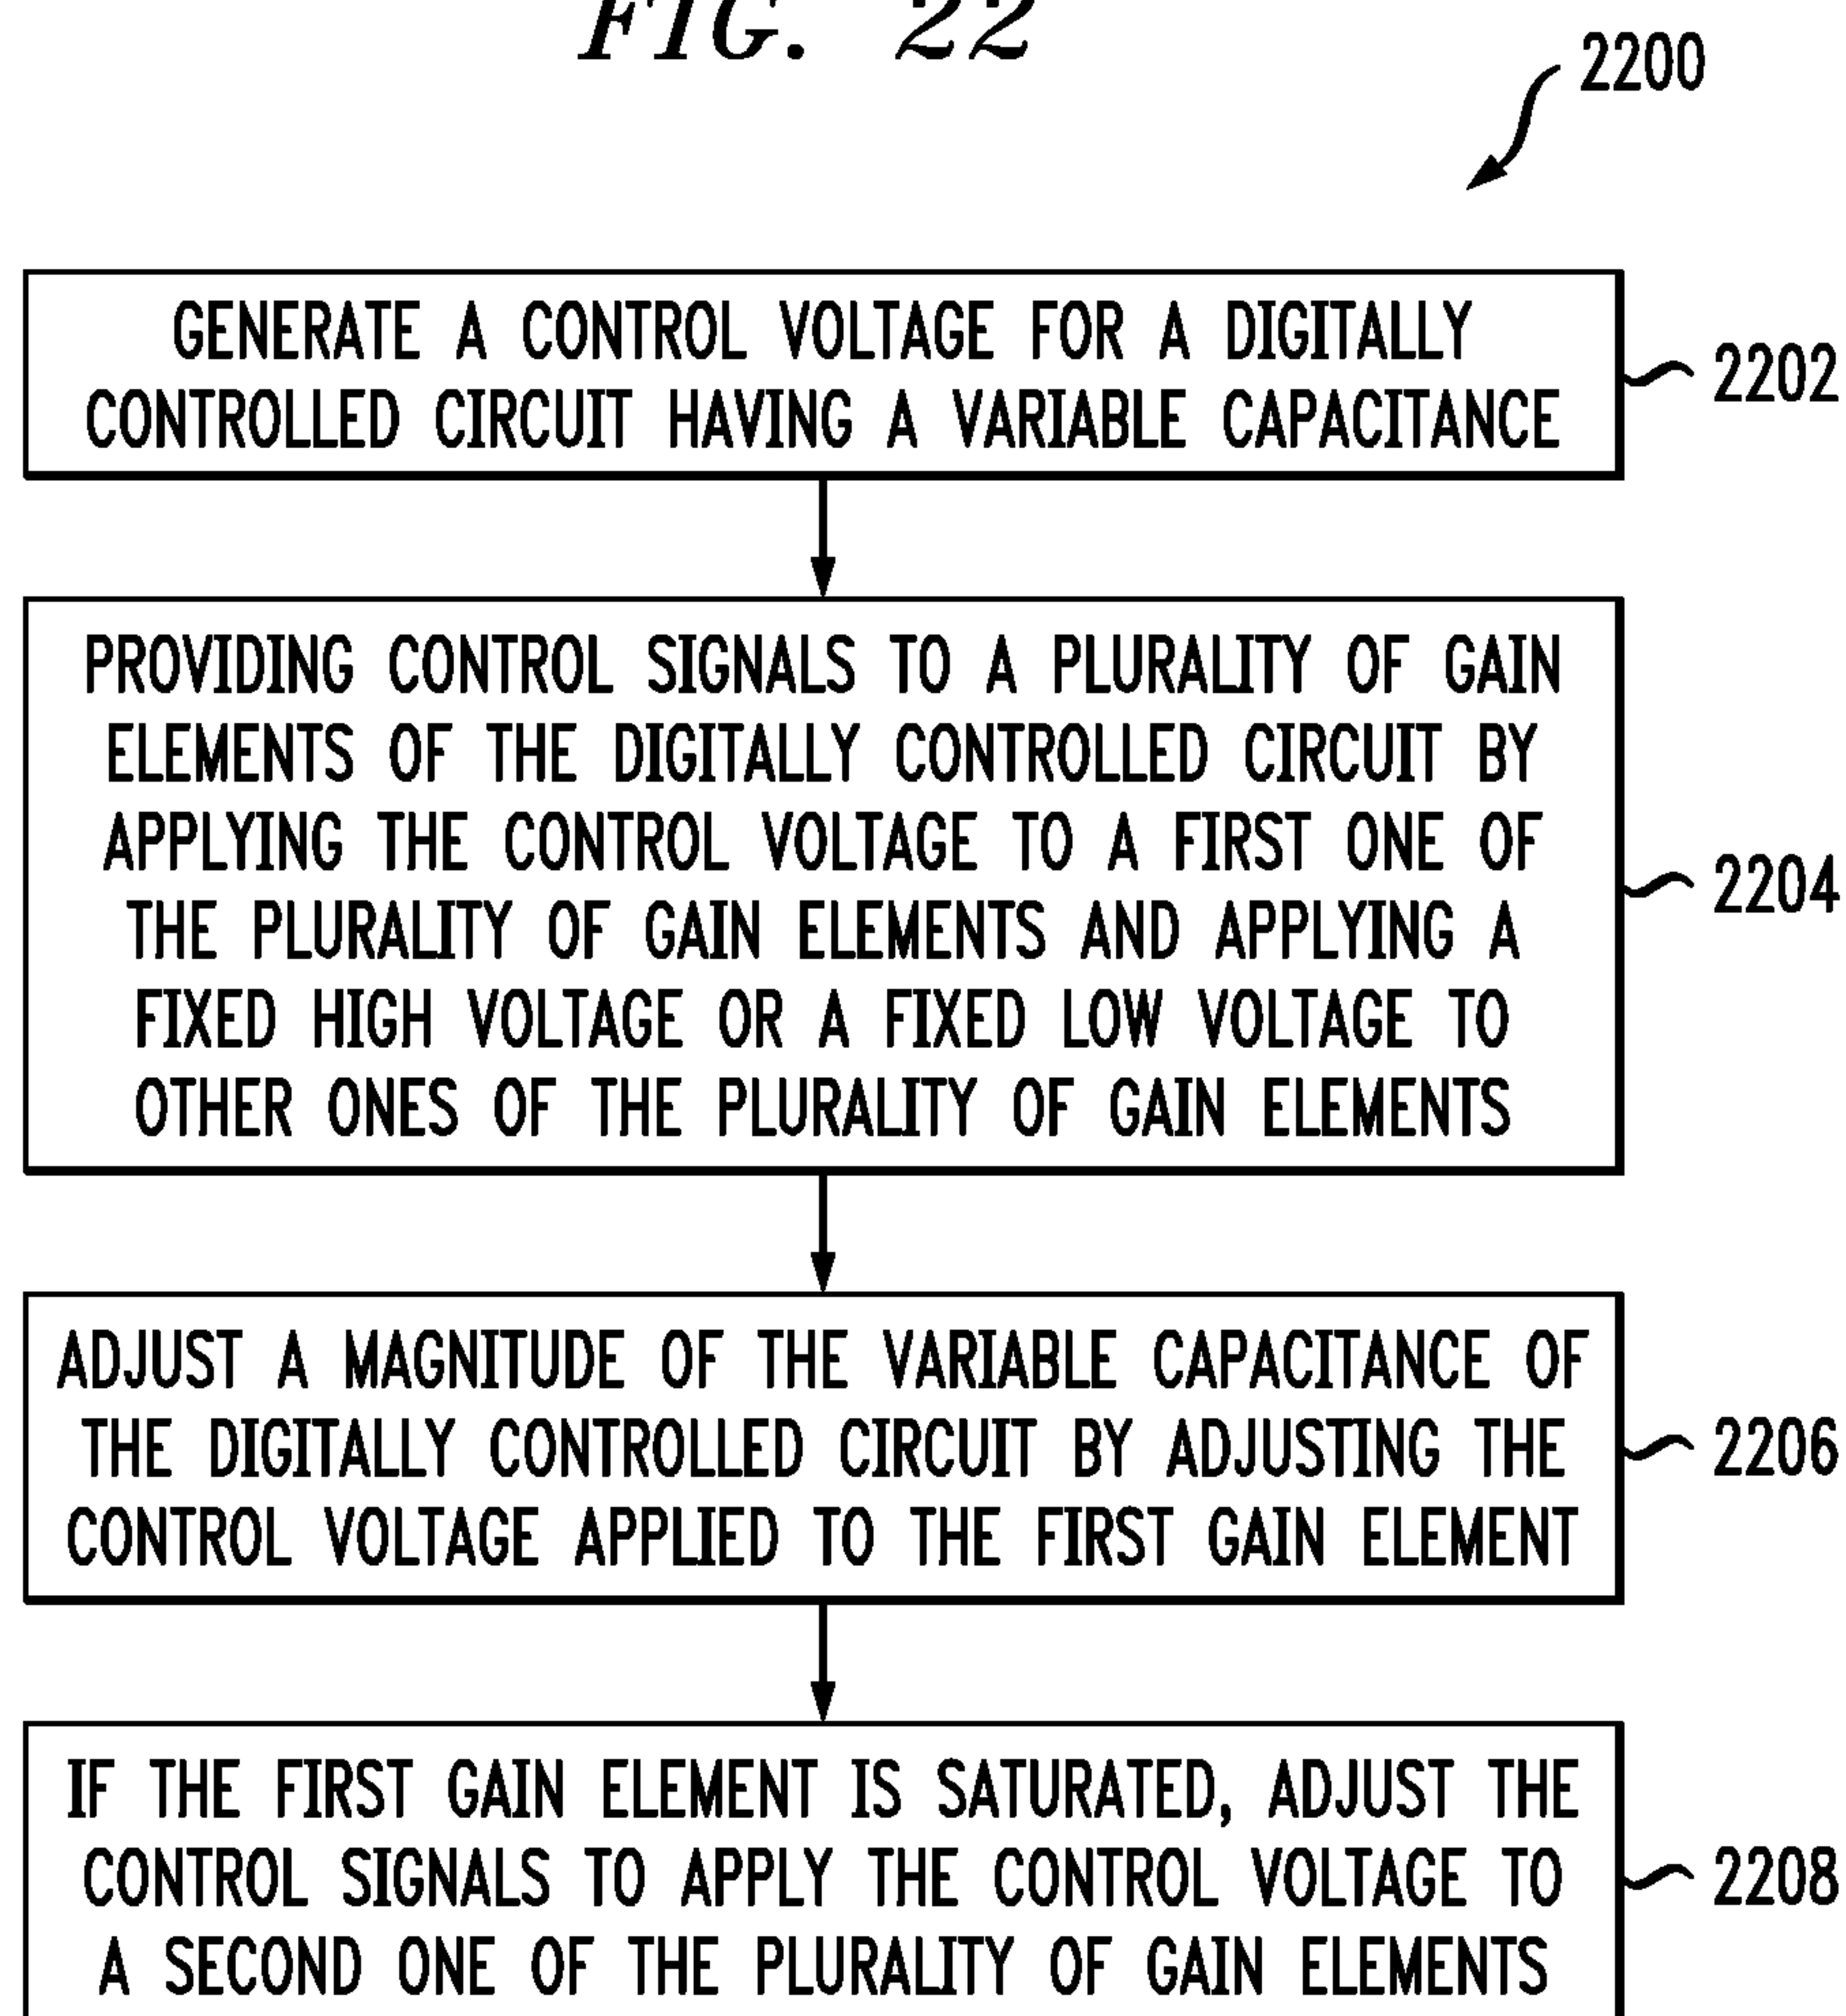 FIG. 22
2200
GENERATE A CONTROL VOLTAGE FOR A DIGITALLY
CONTROLLED CIRCUIT HAVING A VARIABLE CAPACITANCE
2202
PROVIDING CONTROL SIGNALS TO A PLURALITY OF GAIN
ELEMENTS OF THE DIGITALLY CONTROLLED CIRCUIT BY
APPLYING THE CONTROL VOLTAGE TO A FIRST ONE OF
THE PLURALITY OF GAIN ELEMENTS AND APPLYING A
FIXED HIGH VOLTAGE OR A FIXED LOW VOLTAGE TO
OTHER ONES OF THE PLURALITY OF GAIN ELEMENTS
2204
ADJUST A MAGNITUDE OF THE VARIABLE CAPACITANCE OF
THE DIGITALLY CONTROLLED CIRCUIT BY ADJUSTING THE
CONTROL VOLTAGE APPLIED TO THE FIRST GAIN ELEMENT
2206
IF THE FIRST GAIN ELEMENT IS SATURATED, ADJUST THE
CONTROL SIGNALS TO APPLY THE CONTROL VOLTAGE TO
A SECOND ONE OF THE PLURALITY OF GAIN ELEMENTS
2208